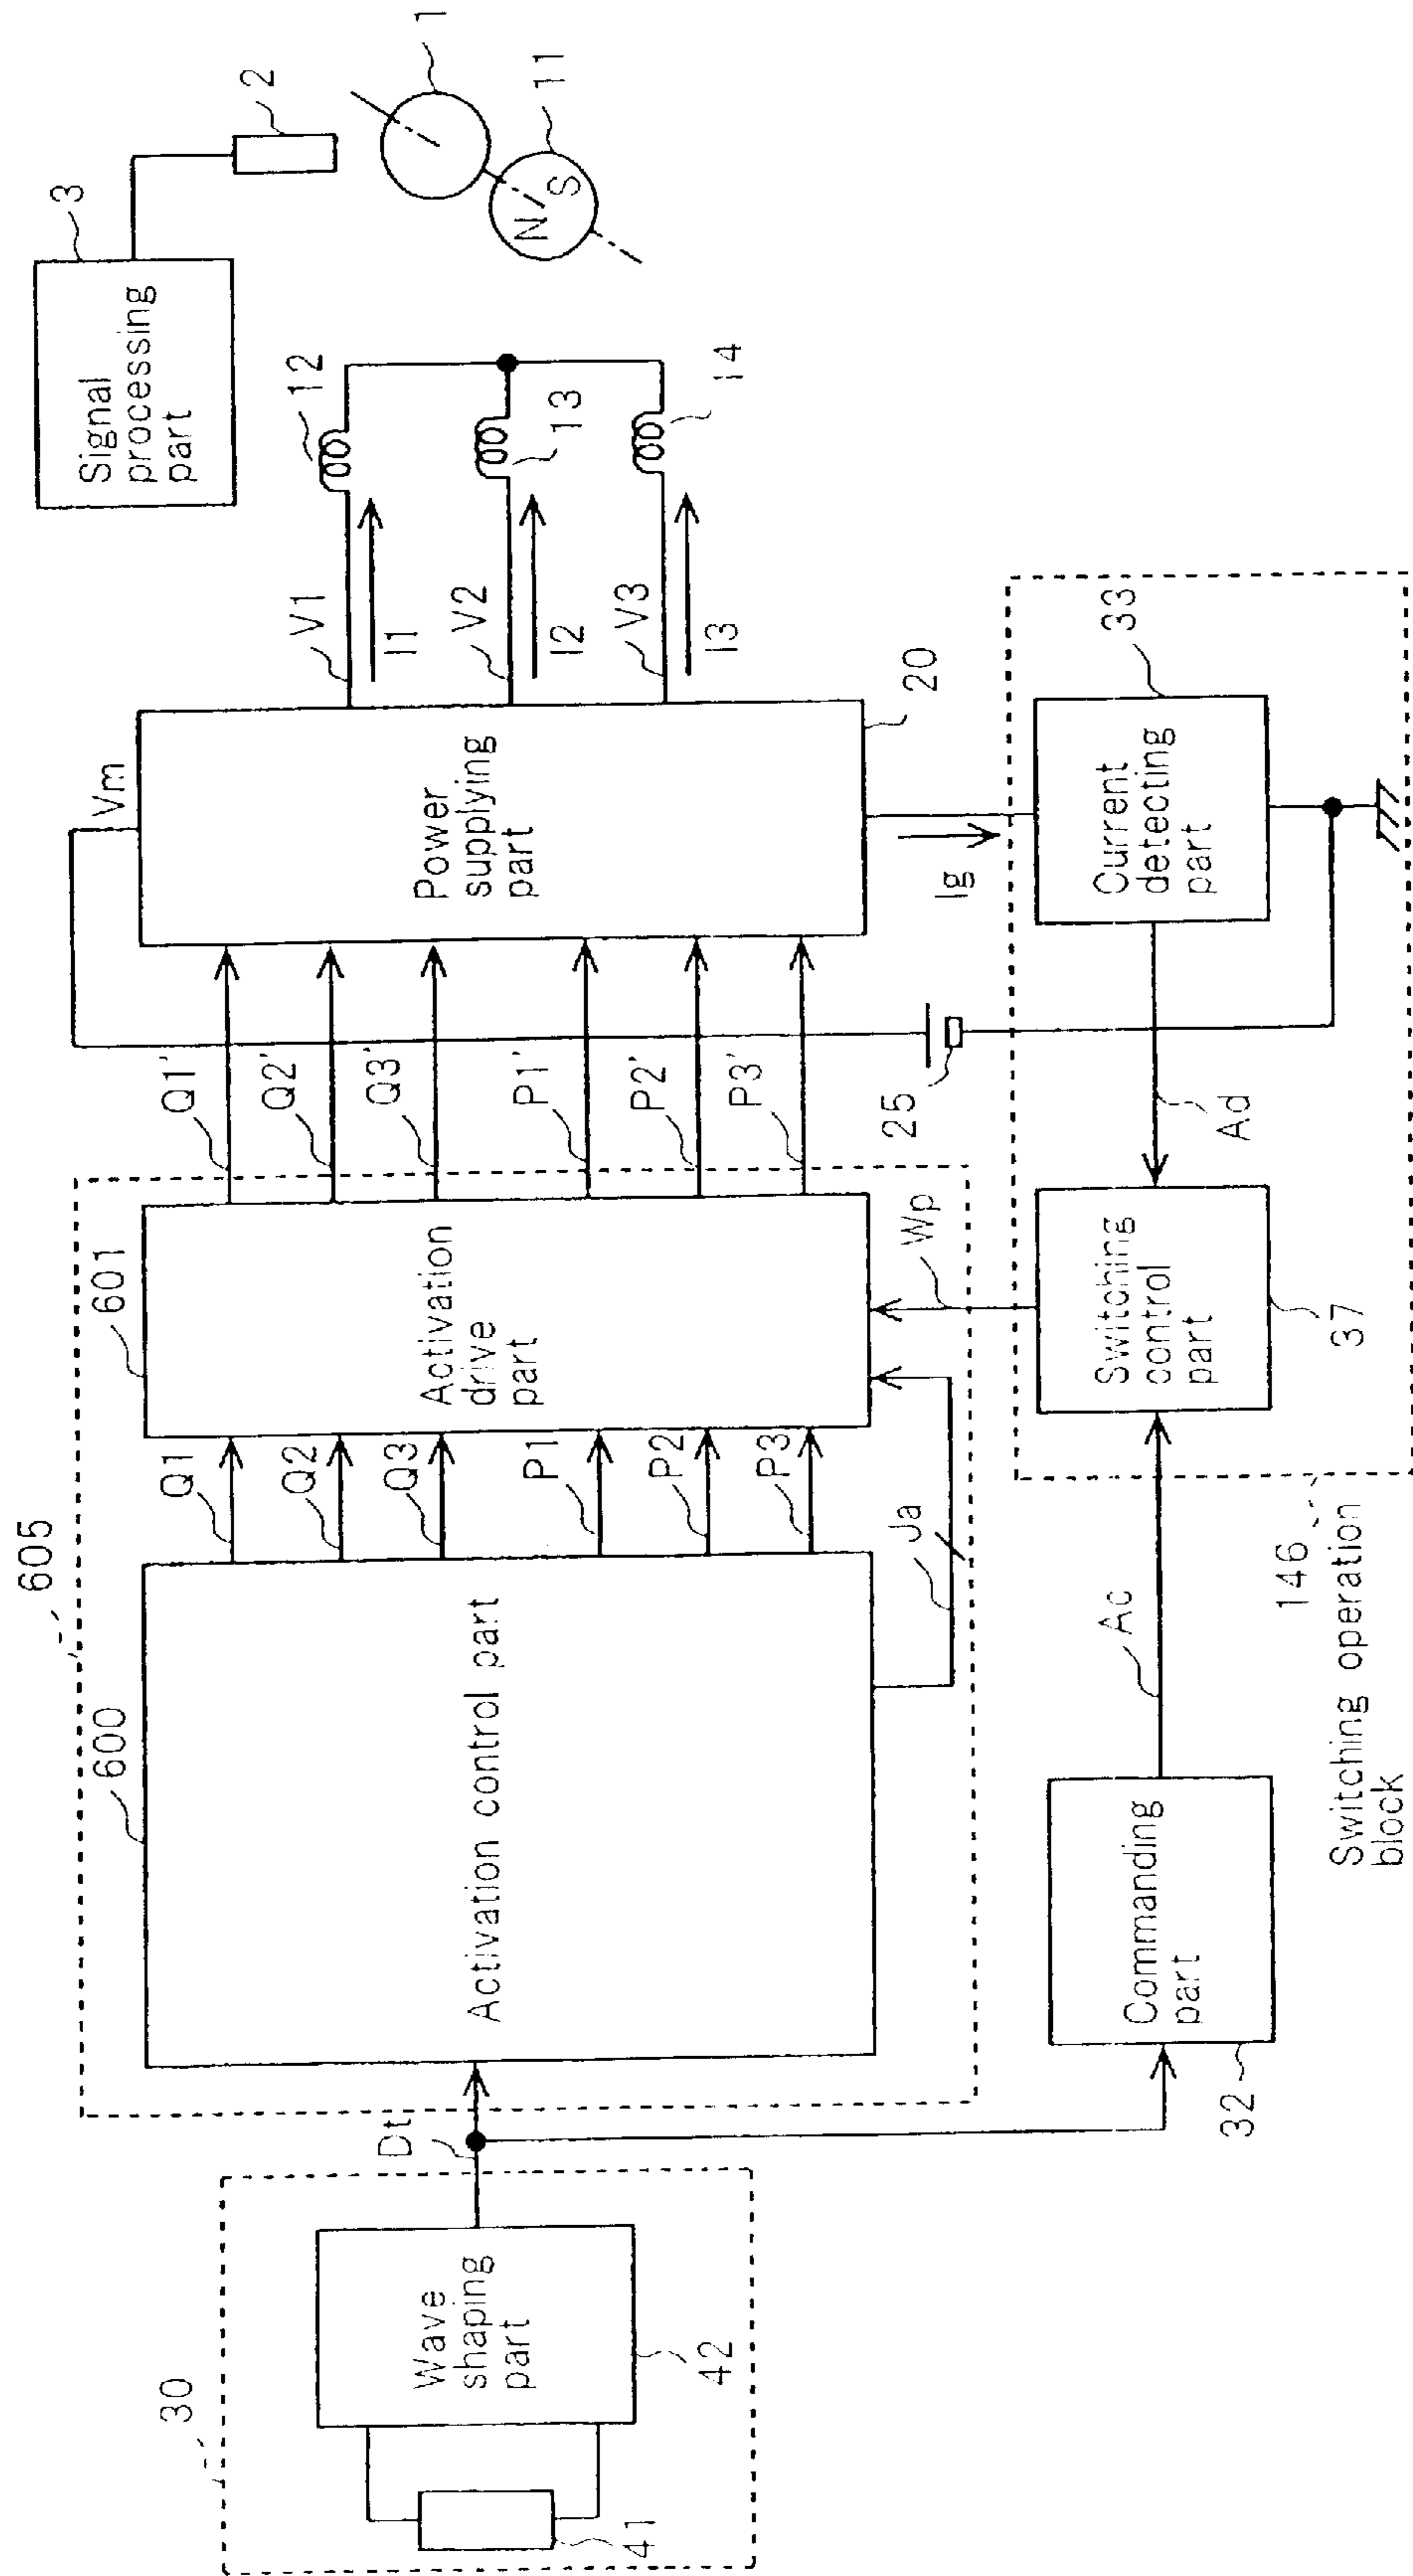 30
41
Wave
shaping
part
42
Dt
605
600
Activation control part
Q1
Q2
Q3
P1
P2
P3
Ja
601
Activation
drive
part
Wp
Q1'
Q2'
Q3'
P1'
P2'
P3'
25
Vm
Power
supplying
part
20
V1
I1
V2
I2
V3
I3
12
13
14
Signal
processing
part
3
2
1
11
N
S
32
Commanding
part
Ac
146
Switching operation
block
Switching
control
part
37
Ad
Ig
Current
detecting
part
33